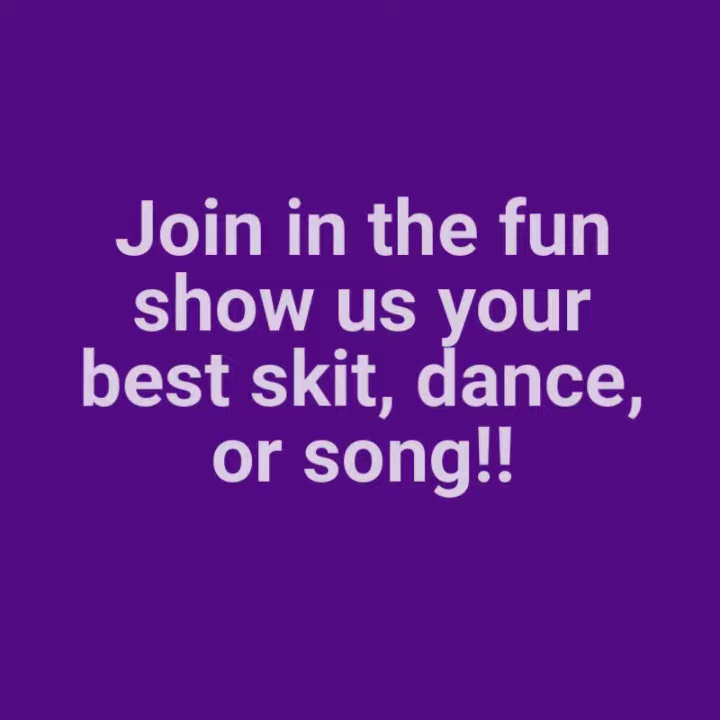 Join in the fun
show us your
best skit, dance,
or song!!